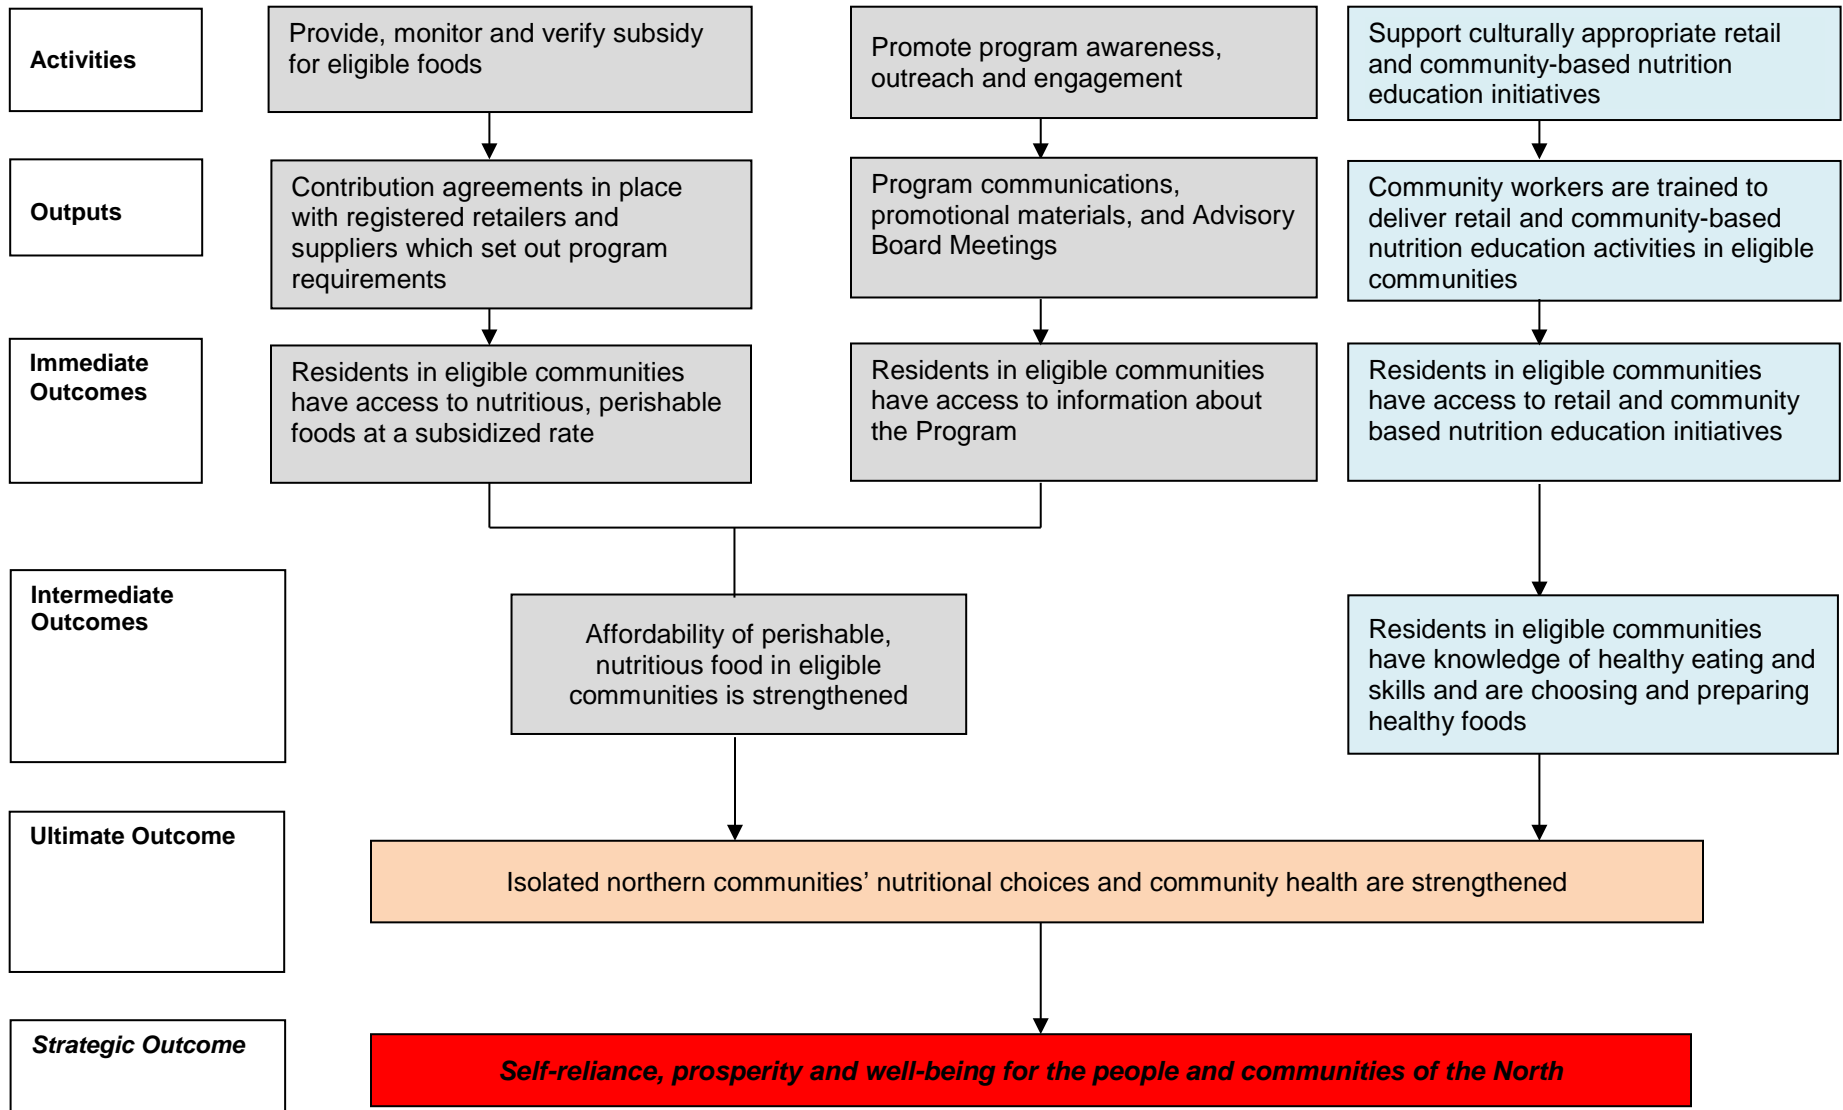 Activities
Provide, monitor and verify subsidy
for eligible foods
Promote program awareness,
outreach and engagement
Support culturally appropriate retail
and community-based nutrition
education initiatives
Outputs
Contribution agreements in place
with registered retailers and
suppliers which set out program
requirements
Program communications,
promotional materials, and Advisory
Board Meetings
Community workers are trained to
deliver retail and community-based
nutrition education activities in eligible
communities
Immediate
Outcomes
Residents in eligible communities
have access to nutritious, perishable
foods at a subsidized rate
Residents in eligible communities
have access to information about
the Program
Residents in eligible communities
have access to retail and community
based nutrition education initiatives
Intermediate
Outcomes
Affordability of perishable,
nutritious food in eligible
communities is strengthened
Residents in eligible communities
have knowledge of healthy eating and
skills and are choosing and preparing
healthy foods
Ultimate Outcome
Isolated northern communities’ nutritional choices and community health are strengthened
Strategic Outcome
Self-reliance, prosperity and well-being for the people and communities of the North